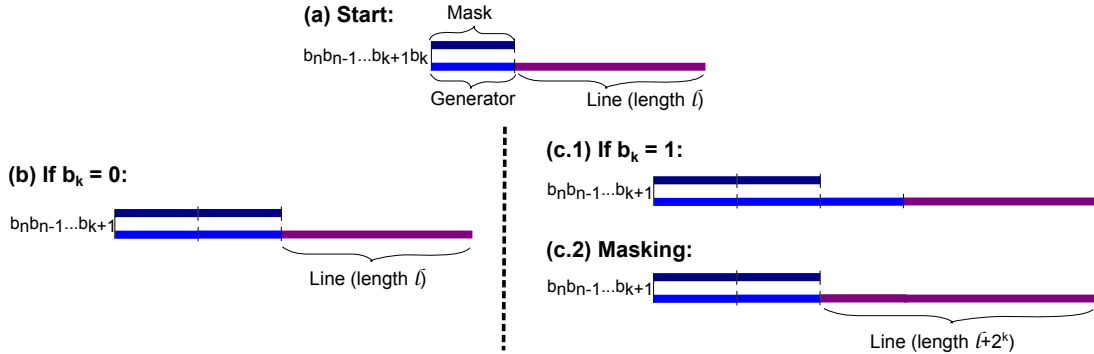 (a) Start:
Mask
bₙbₙ₋₁...bₖ₊₁bₖ
Generator
Line (length ℓ)
(b) If bₖ = 0:
bₙbₙ₋₁...bₖ₊₁
Line (length ℓ)
(c.1) If bₖ = 1:
bₙbₙ₋₁...bₖ₊₁
(c.2) Masking:
bₙbₙ₋₁...bₖ₊₁
Line (length ℓ+2ᵏ)